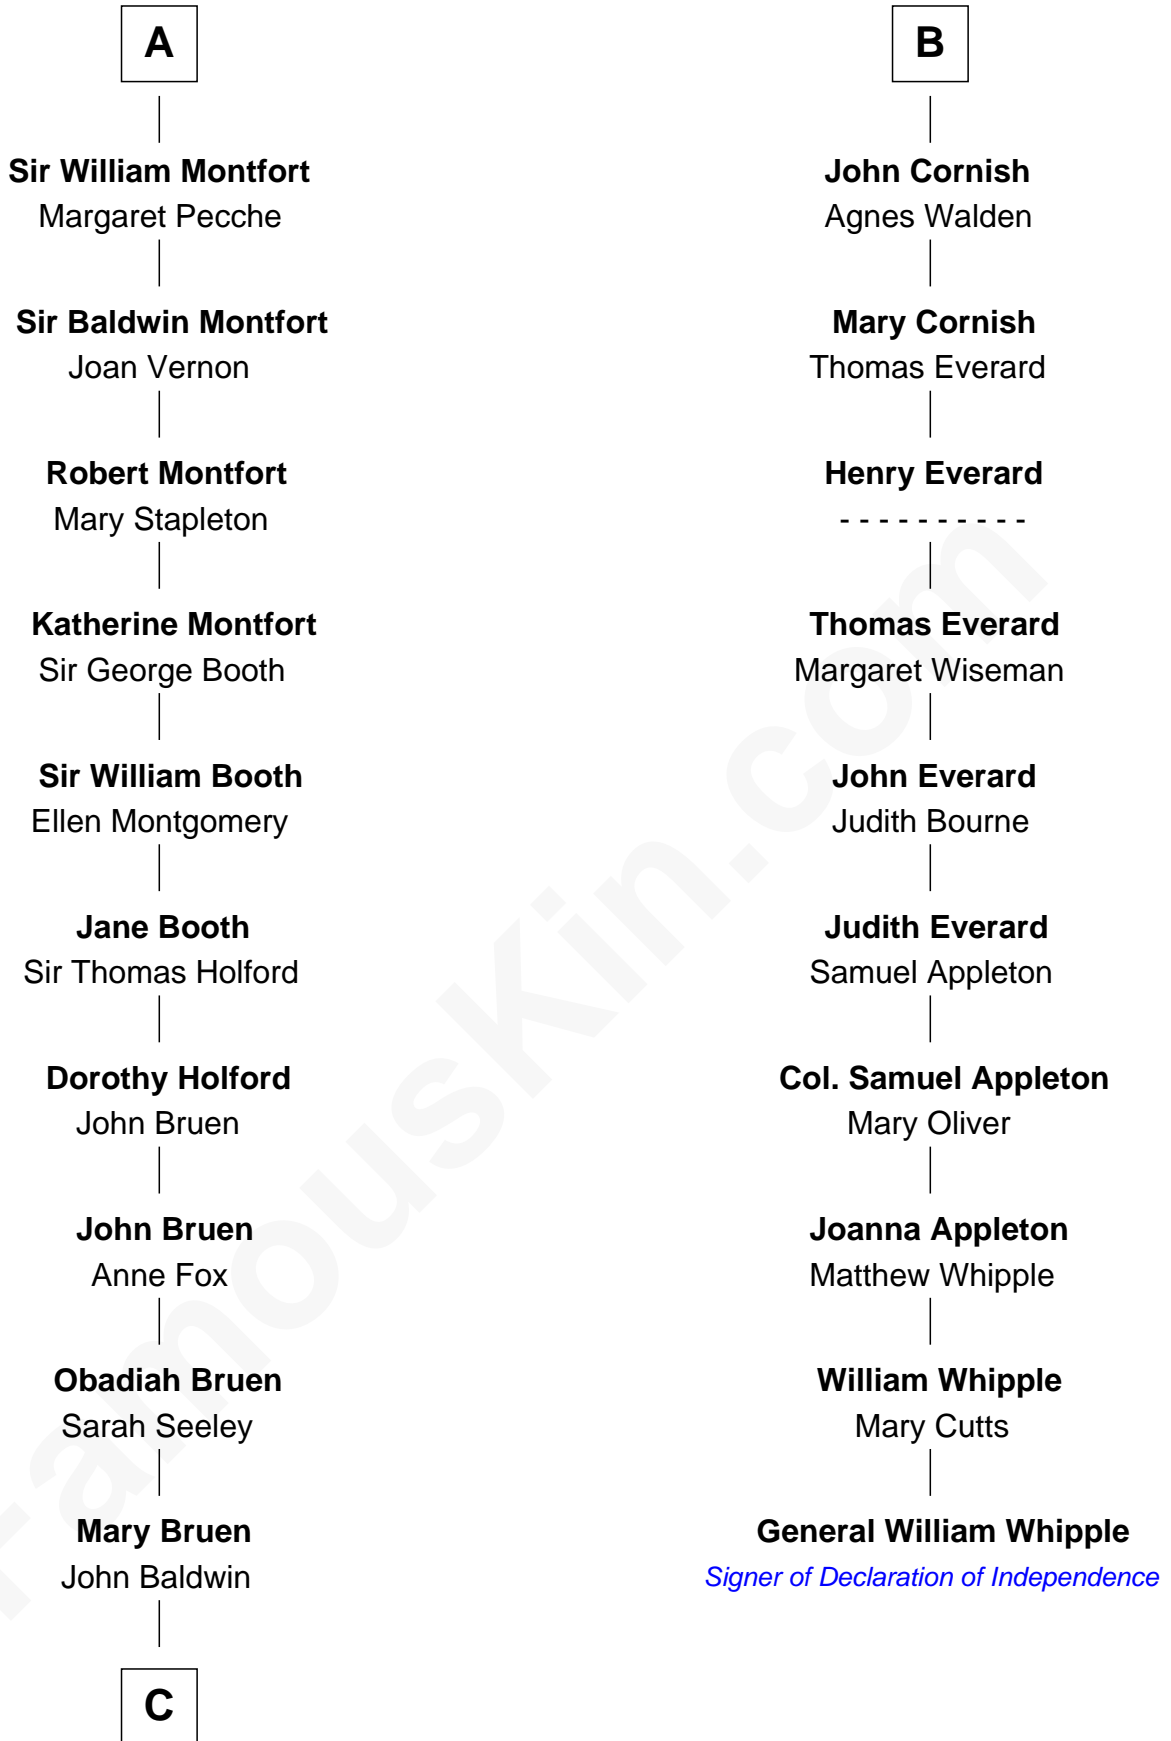 A
Sir William Montfort
Margaret Pecche
Sir Baldwin Montfort
Joan Vernon
Robert Montfort
Mary Stapleton
Katherine Montfort
Sir George Booth
Sir William Booth
Ellen Montgomery
Jane Booth
Sir Thomas Holford
Dorothy Holford
John Bruen
John Bruen
Anne Fox
Obadiah Bruen
Sarah Seeley
Mary Bruen
John Baldwin
C
B
John Cornish
Agnes Walden
Mary Cornish
Thomas Everard
Henry Everard
- - - - - - - - - -
Thomas Everard
Margaret Wiseman
John Everard
Judith Bourne
Judith Everard
Samuel Appleton
Col. Samuel Appleton
Mary Oliver
Joanna Appleton
Matthew Whipple
William Whipple
Mary Cutts
General William Whipple
Signer of Declaration of Independence
FamousKin.com